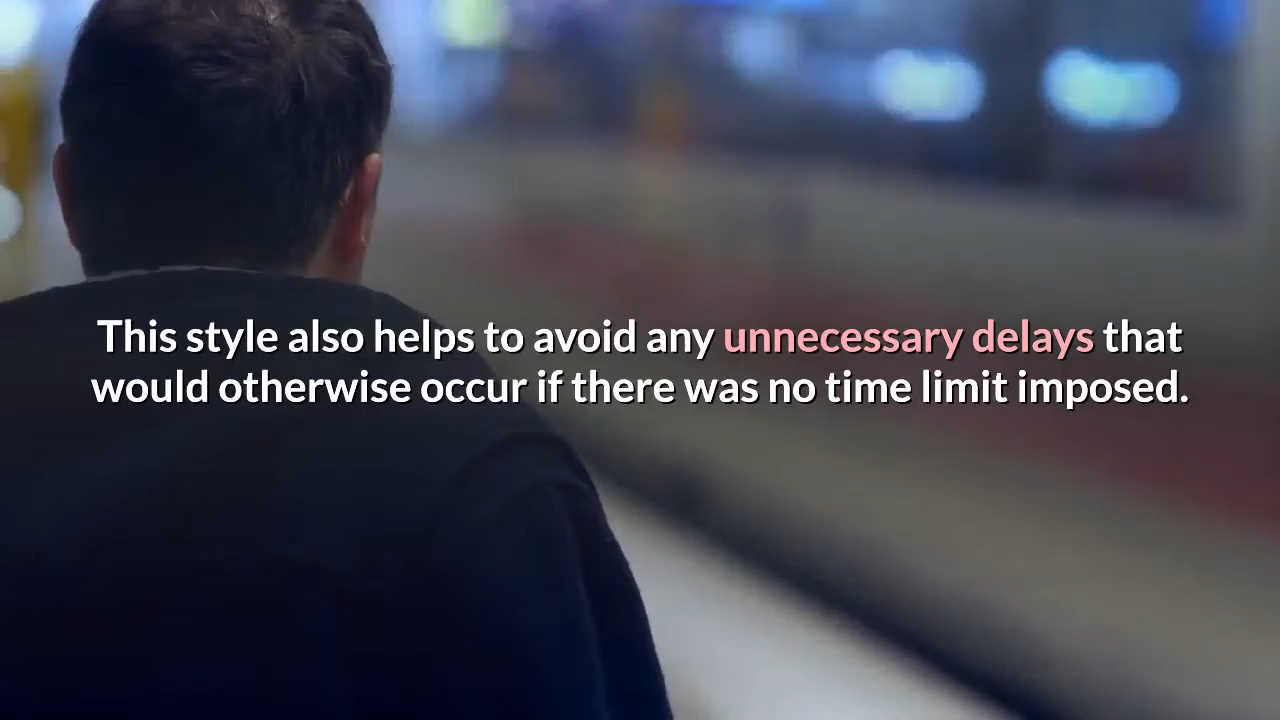 This style also helps to avoid any unnecessary delays that
would otherwise occur if there was no time limit imposed.